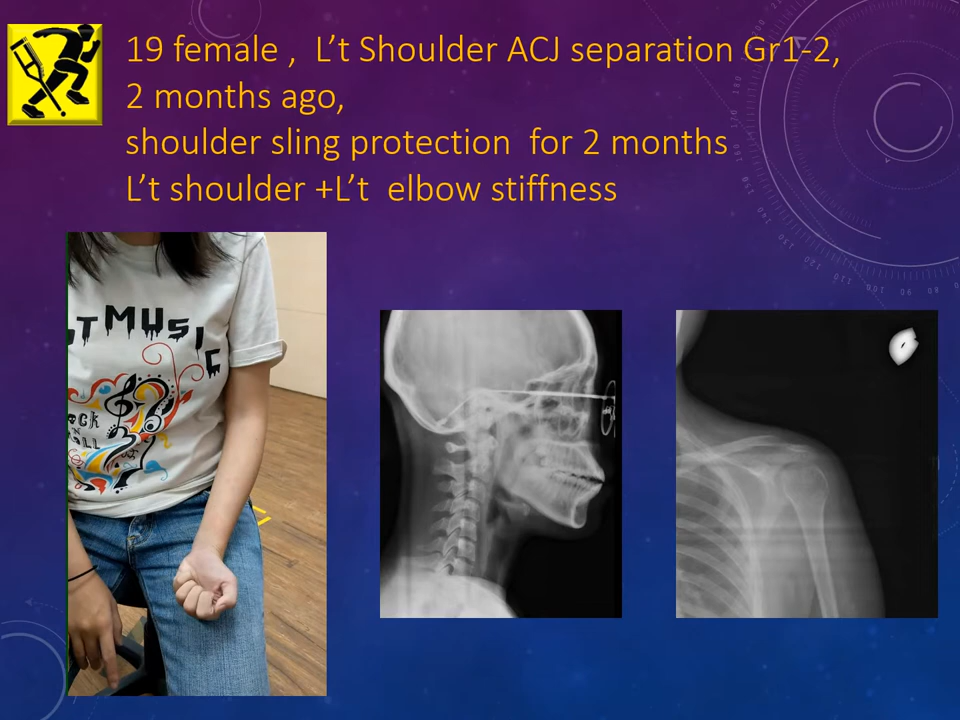 19 female ,  L't Shoulder ACJ separation Gr1-2,
2 months ago,
shoulder sling protection  for 2 months
L't shoulder +L't  elbow stiffness
MUSIC